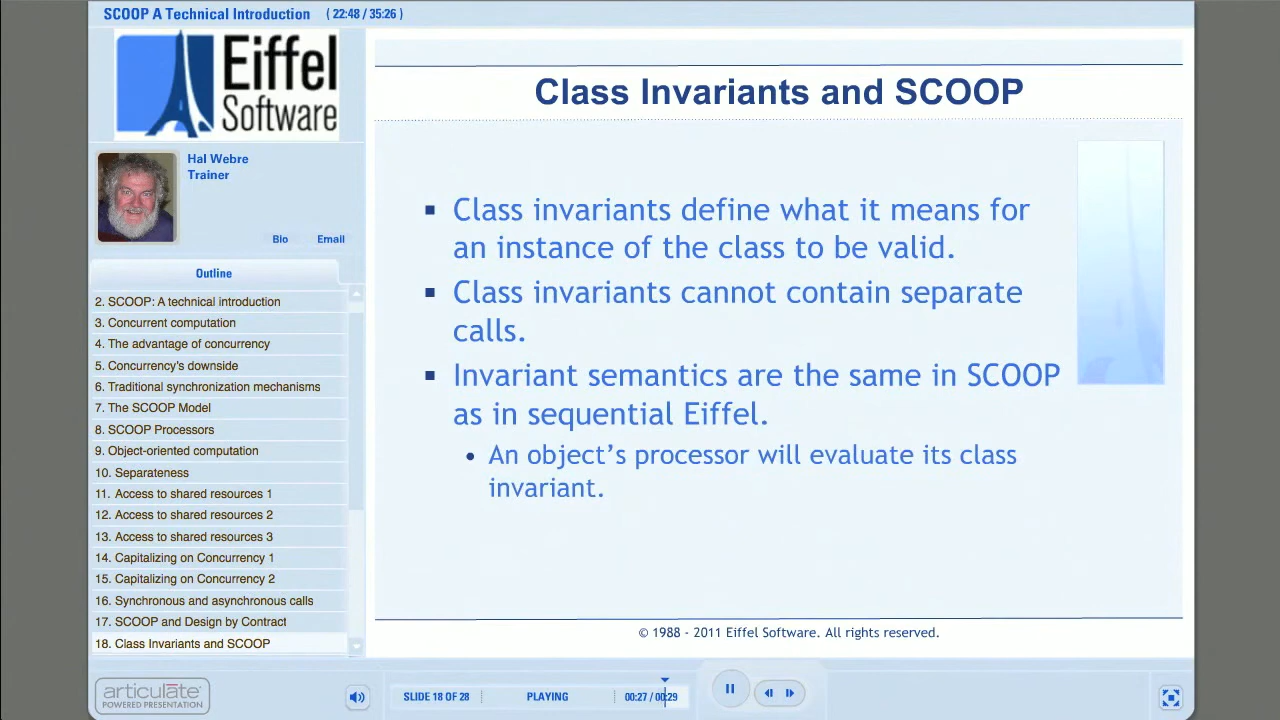 SCOOP A Technical Introduction ( 22:48 / 35:26 )
Eiffel
Software
Hal Webre
Trainer
Bio Email
Outline
2. SCOOP: A technical introduction
3. Concurrent computation
4. The advantage of concurrency
5. Concurrency's downside
6. Traditional synchronization mechanisms
7. The SCOOP Model
8. SCOOP Processors
9. Object-oriented computation
10. Separateness
11. Access to shared resources 1
12. Access to shared resources 2
13. Access to shared resources 3
14. Capitalizing on Concurrency 1
15. Capitalizing on Concurrency 2
16. Synchronous and asynchronous calls
17. SCOOP and Design by Contract
18. Class Invariants and SCOOP
Class Invariants and SCOOP
▪ Class invariants define what it means for
an instance of the class to be valid.
▪ Class invariants cannot contain separate
calls.
▪ Invariant semantics are the same in SCOOP
as in sequential Eiffel.
• An object’s processor will evaluate its class
invariant.
© 1988 - 2011 Eiffel Software. All rights reserved.
articulate
POWERED PRESENTATION
SLIDE 18 OF 28 PLAYING 00:27 / 00:29